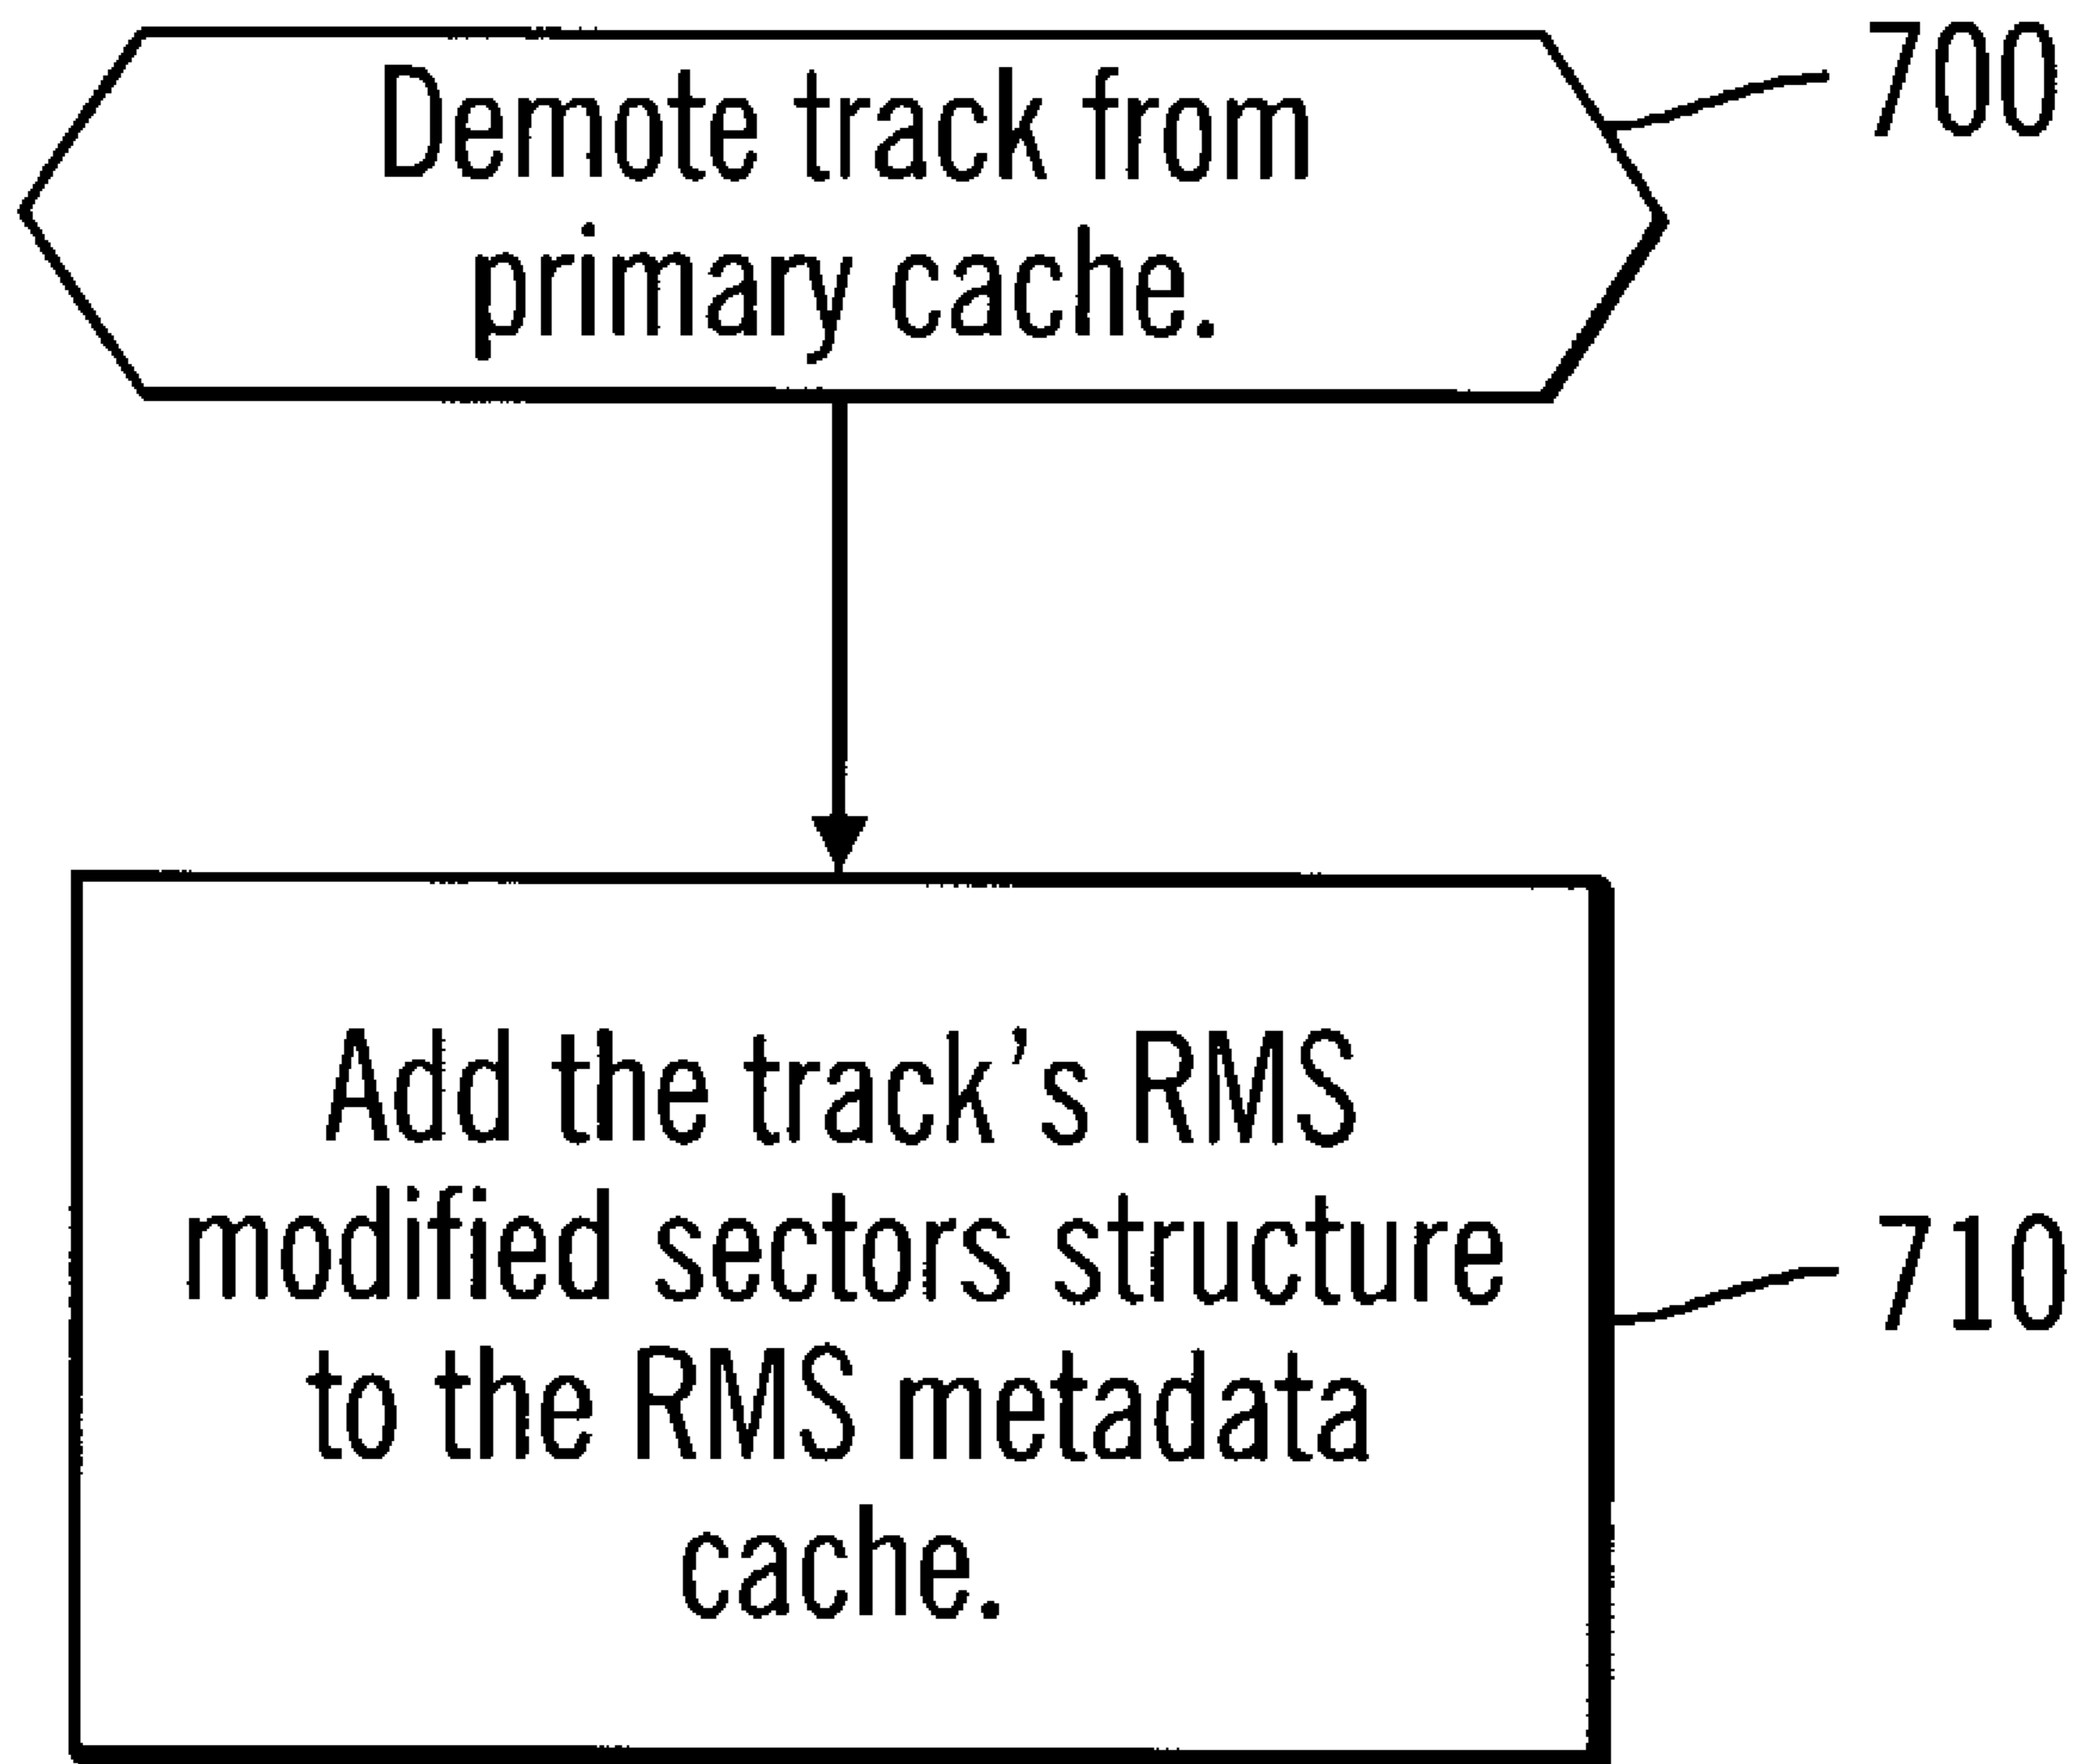 Demote track from
primary cache.
700
Add the track's RMS
modified sectors structure
to the RMS metadata
cache.
710